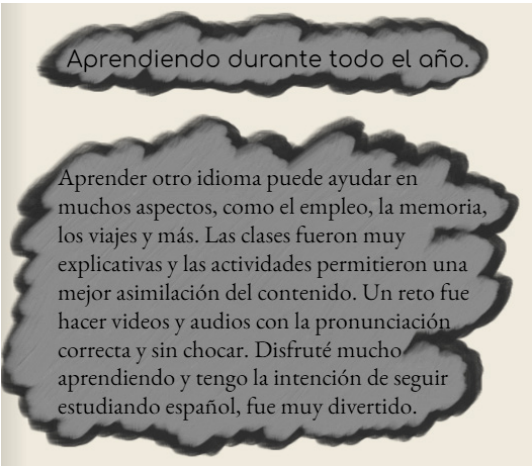 Aprendiendo durante todo el año.
Aprender otro idioma puede ayudar en
muchos aspectos, como el empleo, la memoria,
los viajes y más. Las clases fueron muy
explicativas y las actividades permitieron una
mejor asimilación del contenido. Un reto fue
hacer videos y audios con la pronunciación
correcta y sin chocar. Disfruté mucho
aprendiendo y tengo la intención de seguir
estudiando español, fue muy divertido.